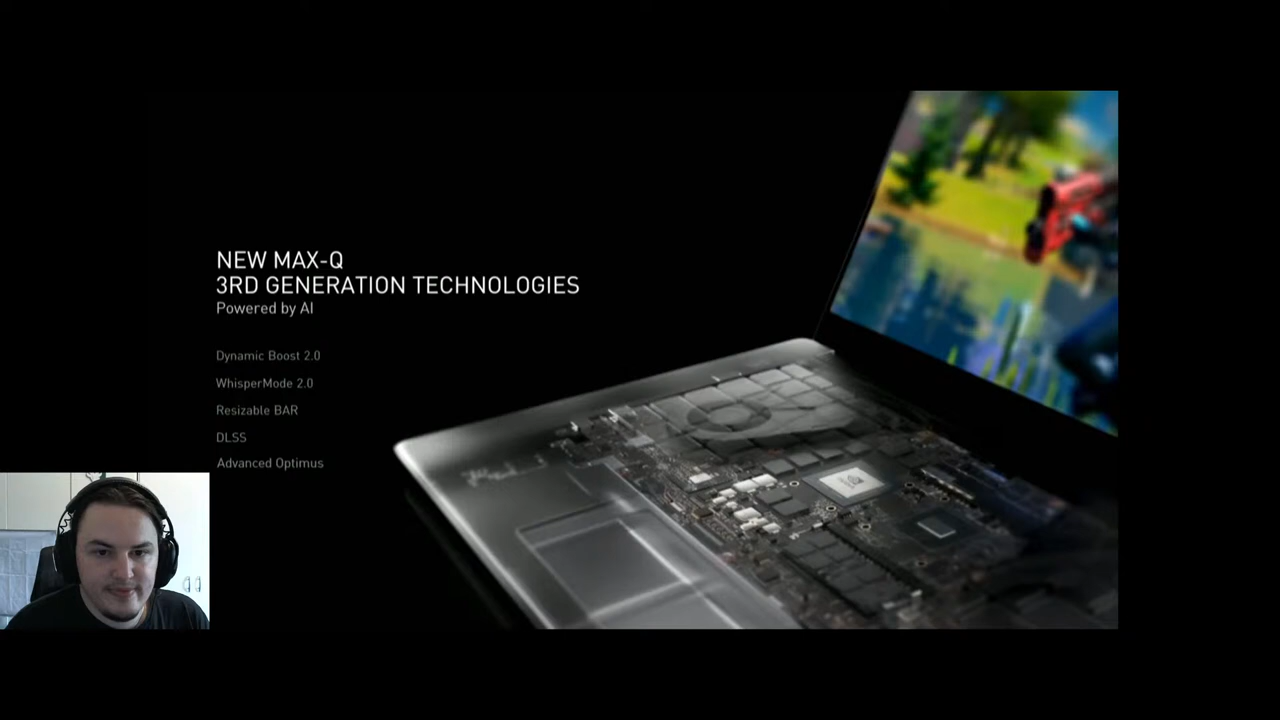 NEW MAX-Q
3RD GENERATION TECHNOLOGIES
Powered by AI
Dynamic Boost 2.0
WhisperMode 2.0
Resizable BAR
DLSS
Advanced Optimus